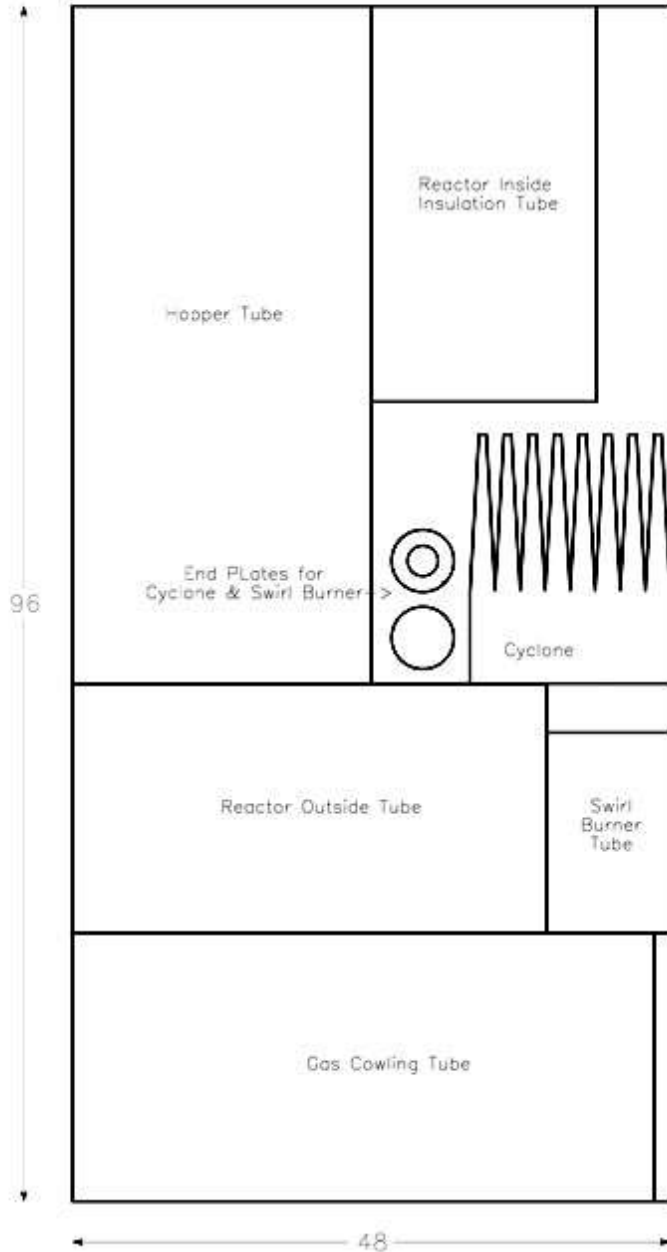 Reactor Inside
Insulation Tube
Hopper Tube
End PLates for
Cyclone & Swirl Burner->
96
Cyclone
Reactor Outside Tube
Swirl
Burner
Tube
Gas Cowling Tube
48